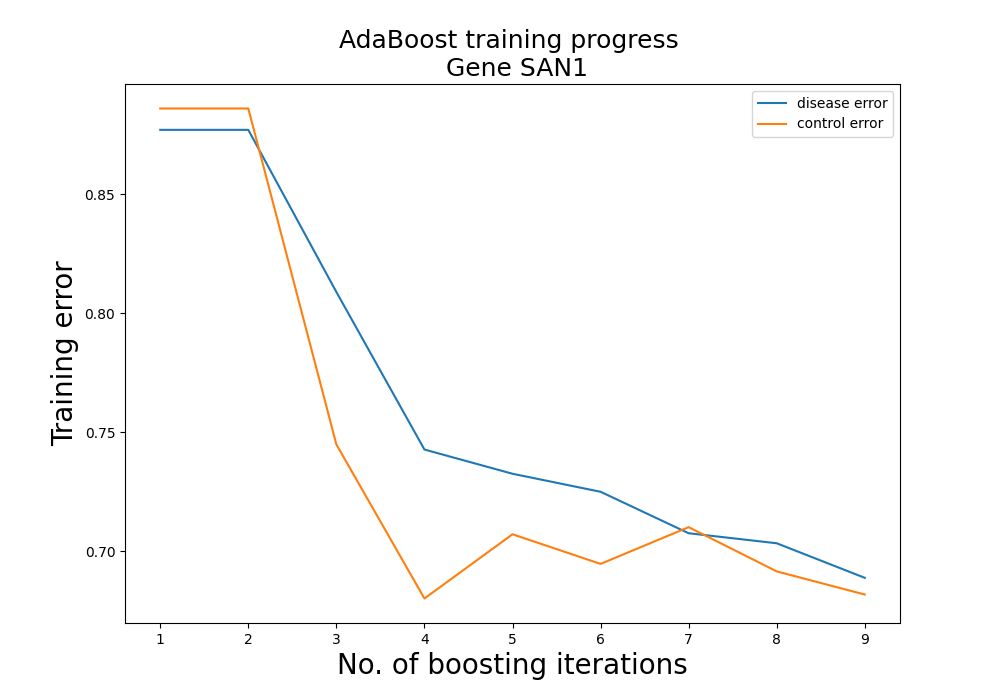 AdaBoost training progress
Gene SAN1
disease error
control error
Training error
0.85
0.80
0.75
0.70
1 2 3 4 5 6 7 8 9
No. of boosting iterations